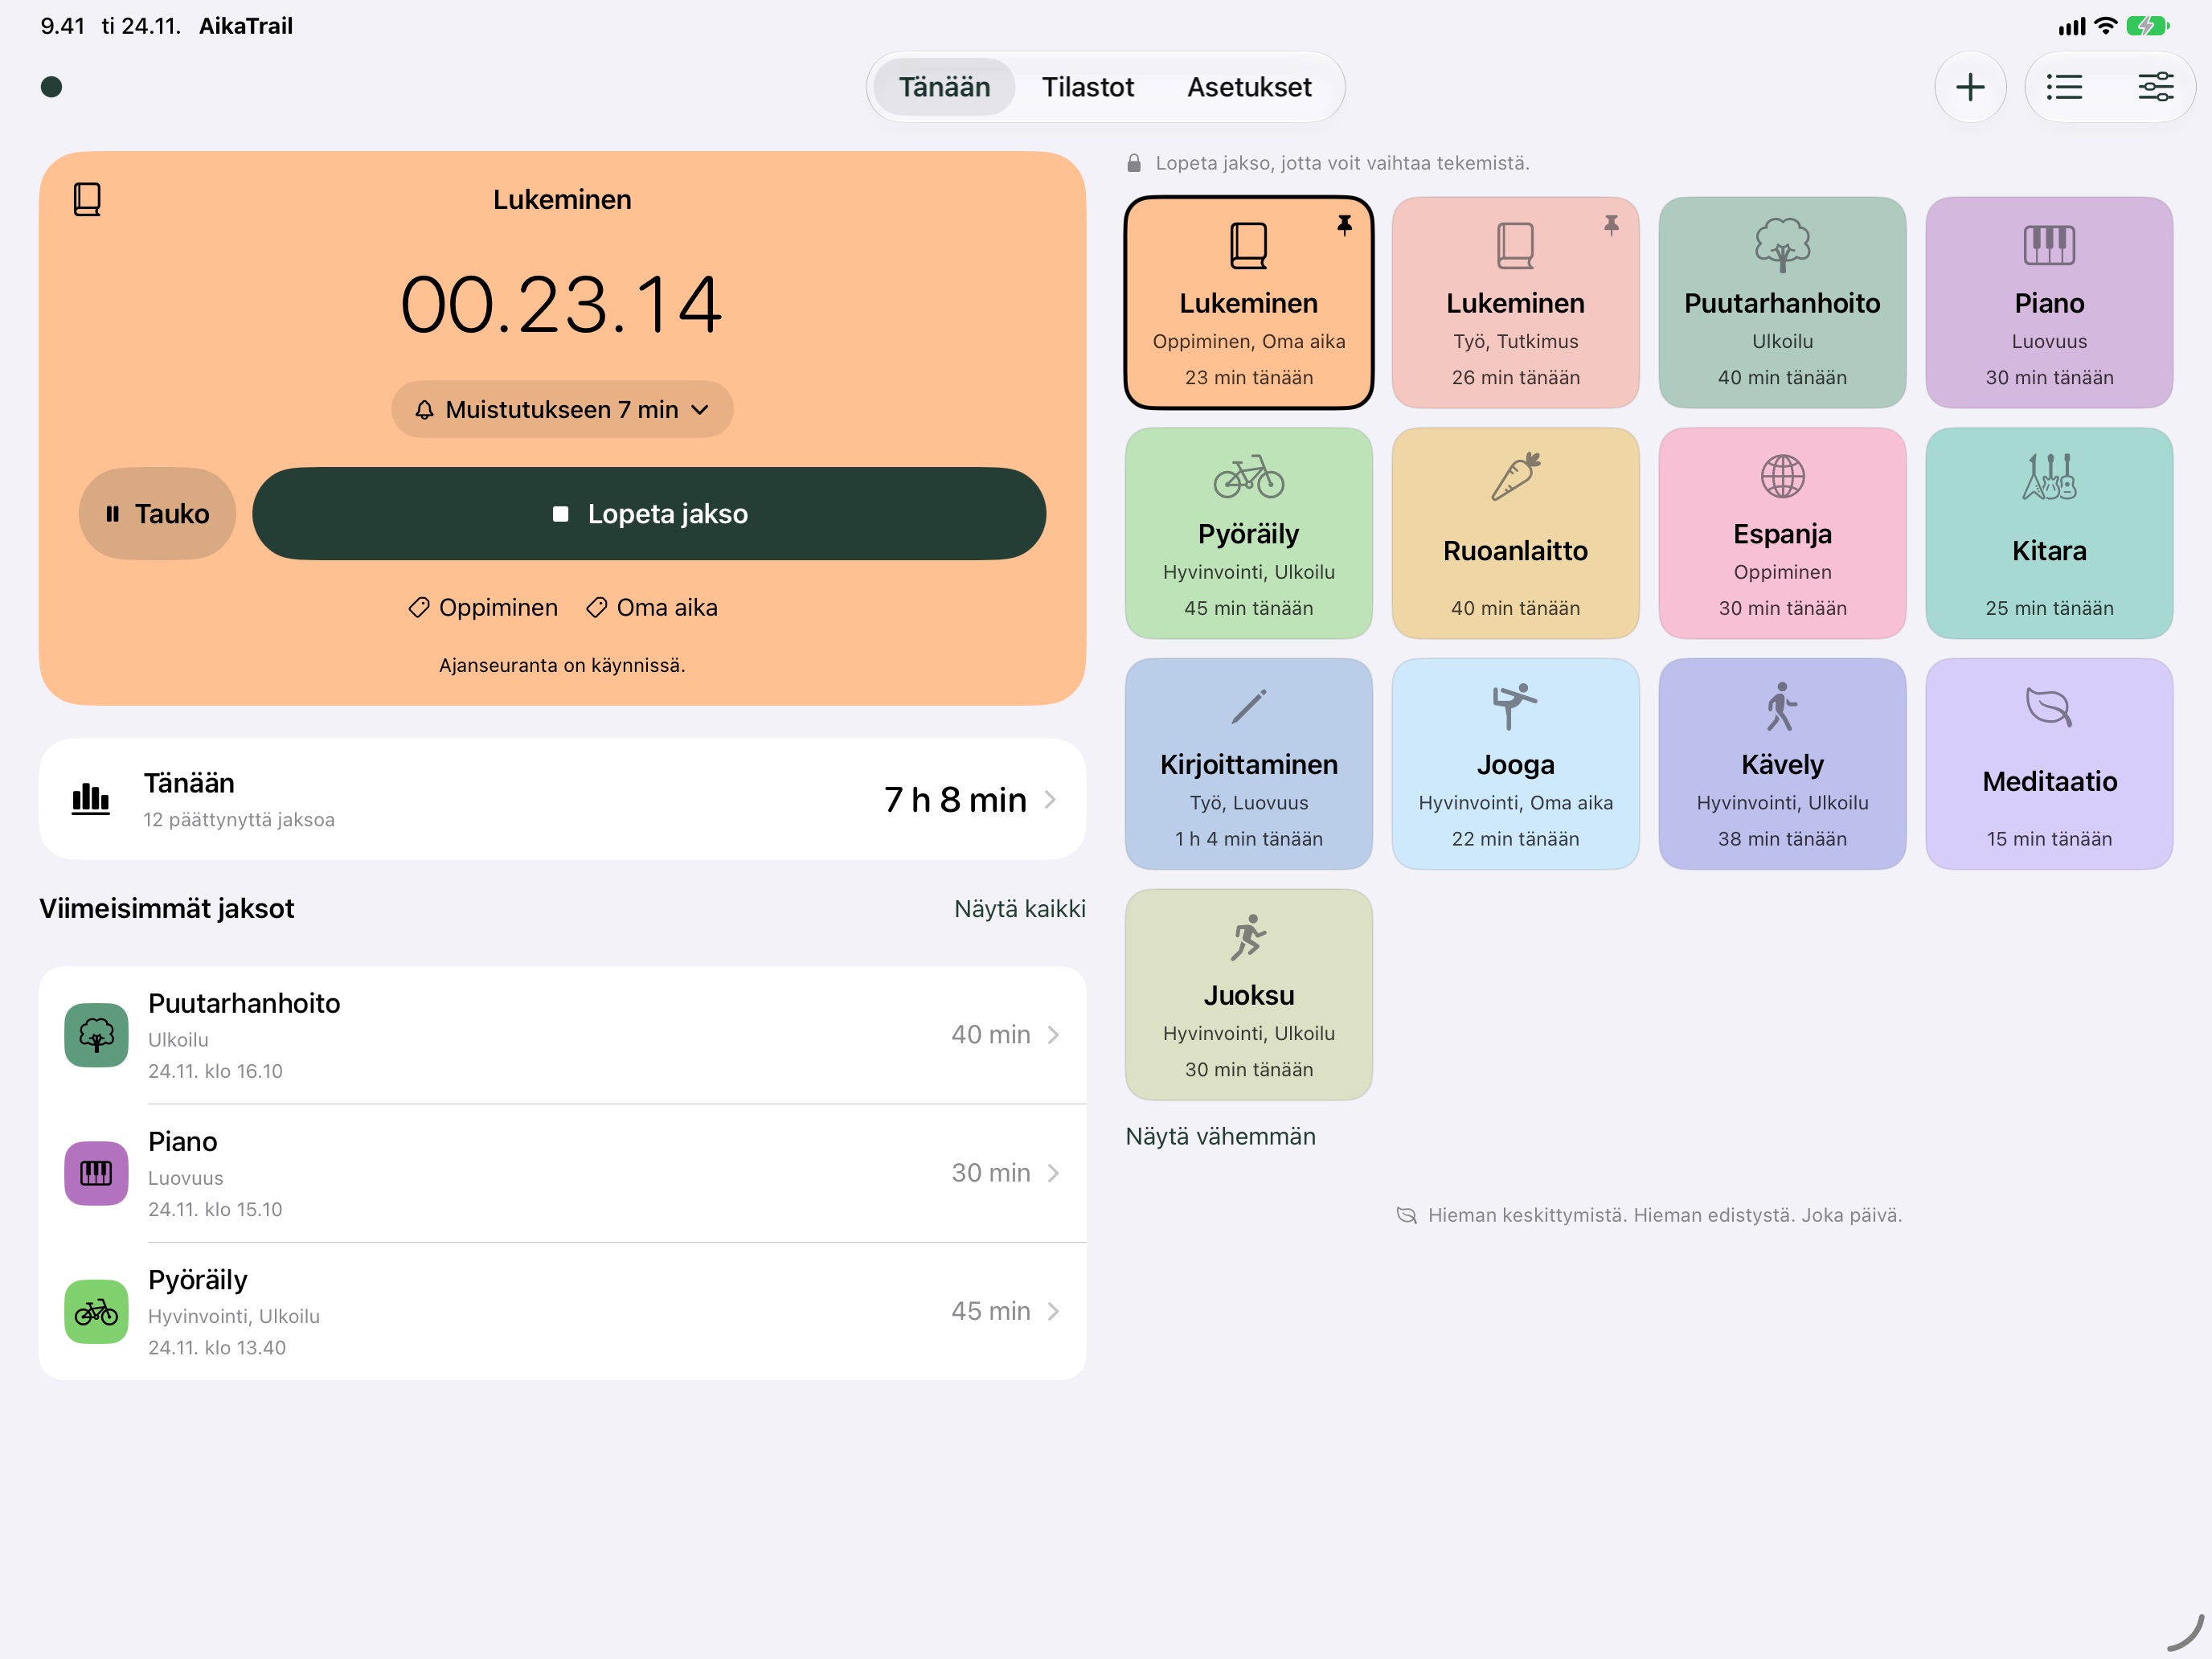 9.41 ti 24.11. AikaTrail
Tänään Tilastot Asetukset
Lukeminen
00.23.14
Muistutukseen 7 min
Tauko
Lopeta jakso
Oppiminen Oma aika
Ajanseuranta on käynnissä.
Tänään
12 päättynyttä jaksoa
7 h 8 min
Viimeisimmät jaksot
Näytä kaikki
Puutarhanhoito
Ulkoilu
24.11. klo 16.10
40 min
Piano
Luovuus
24.11. klo 15.10
30 min
Pyöräily
Hyvinvointi, Ulkoilu
24.11. klo 13.40
45 min
Lopeta jakso, jotta voit vaihtaa tekemistä.
Lukeminen
Oppiminen, Oma aika
23 min tänään
Lukeminen
Työ, Tutkimus
26 min tänään
Puutarhanhoito
Ulkoilu
40 min tänään
Piano
Luovuus
30 min tänään
Pyöräily
Hyvinvointi, Ulkoilu
45 min tänään
Ruoanlaitto
40 min tänään
Espanja
Oppiminen
30 min tänään
Kitara
25 min tänään
Kirjoittaminen
Työ, Luovuus
1 h 4 min tänään
Jooga
Hyvinvointi, Oma aika
22 min tänään
Kävely
Hyvinvointi, Ulkoilu
38 min tänään
Meditaatio
15 min tänään
Juoksu
Hyvinvointi, Ulkoilu
30 min tänään
Näytä vähemmän
Hieman keskittymistä. Hieman edistystä. Joka päivä.